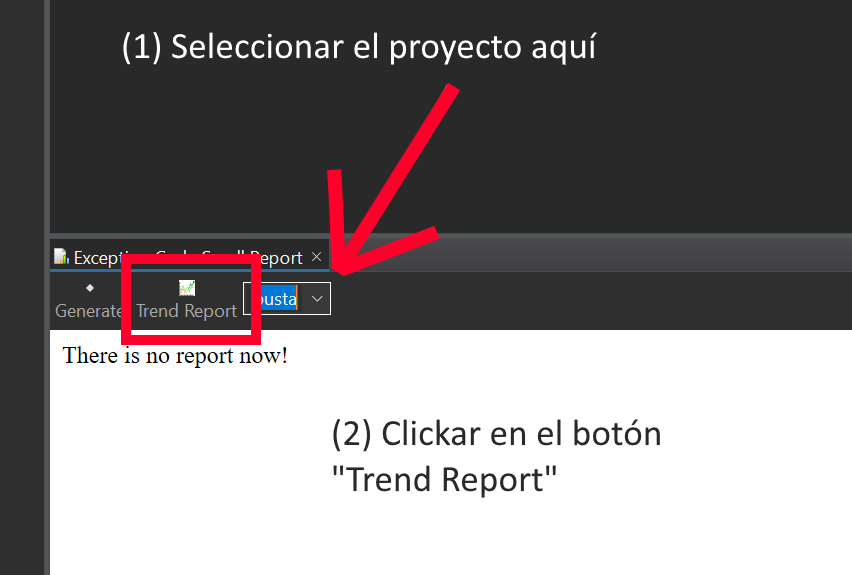 (1) Seleccionar el proyecto aquí
Report
Generate Trend Report
There is no report now!
(2) Clickar en el botón
"Trend Report"